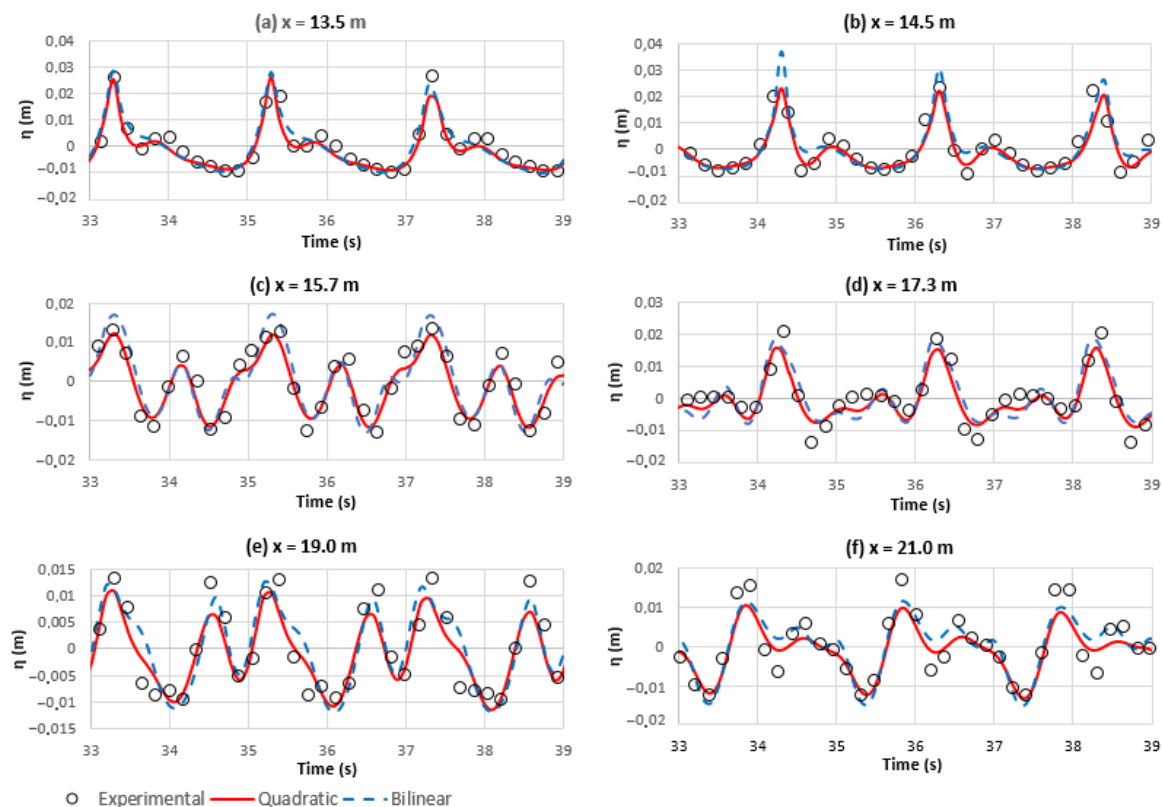 (a) x = 13.5 m
0,04
0,03
0,02
0,01
0
−0,01
−0,02
η (m)
33 34 35 36 37 38 39
Time (s)
(b) x = 14.5 m
0,04
0,03
0,02
0,01
0
−0,01
−0,02
η (m)
33 34 35 36 37 38 39
Time (s)
(c) x = 15.7 m
0,02
0,01
0
−0,01
−0,02
η (m)
33 34 35 36 37 38 39
Time (s)
(d) x = 17.3 m
0,03
0,02
0,01
0
−0,01
−0,02
η (m)
33 34 35 36 37 38 39
Time (s)
(e) x = 19.0 m
0,015
0,01
0,005
0
−0,005
−0,01
−0,015
η (m)
33 34 35 36 37 38 39
Time (s)
(f) x = 21.0 m
0,02
0,01
0
−0,01
−0,02
η (m)
33 34 35 36 37 38 39
Time (s)
Experimental Quadratic Bilinear